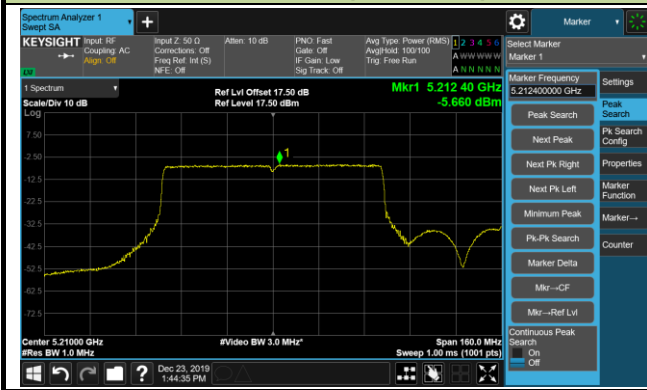 Spectrum Analyzer 1
Swept SA
Marker
KEYSIGHT Input: RF
Coupling: AC
Align: Off
Input Z: 50 Ω
Corrections: Off
Freq Ref: Int (S)
NFE: Off
Atten: 10 dB
PNO: Fast
Gate: Off
IF Gain: Low
Sig Track: Off
Avg Type: Power (RMS)
Avg|Hold: 100/100
Trig: Free Run
1 2 3 4 5 6
A W W W W W
A N N N N N
LXI
Select Marker
Marker 1
1 Spectrum
Scale/Div 10 dB
Log
Ref Lvl Offset 17.50 dB
Ref Level 17.50 dBm
Mkr1 5.212 40 GHz
-5.660 dBm
7.50
-2.50
-12.5
-22.5
-32.5
-42.5
-52.5
-62.5
-72.5
1
Center 5.21000 GHz
#Res BW 1.0 MHz
#Video BW 3.0 MHz*
Span 160.0 MHz
Sweep 1.00 ms (1001 pts)
Marker Frequency
5.212400000 GHz
Peak Search
Next Peak
Next Pk Right
Next Pk Left
Minimum Peak
Pk-Pk Search
Marker Delta
Mkr→CF
Mkr→Ref Lvl
Continuous Peak
Search
On
Off
Settings
Peak
Search
Pk Search
Config
Properties
Marker
Function
Marker→
Counter
?
Dec 23, 2019
1:44:35 PM